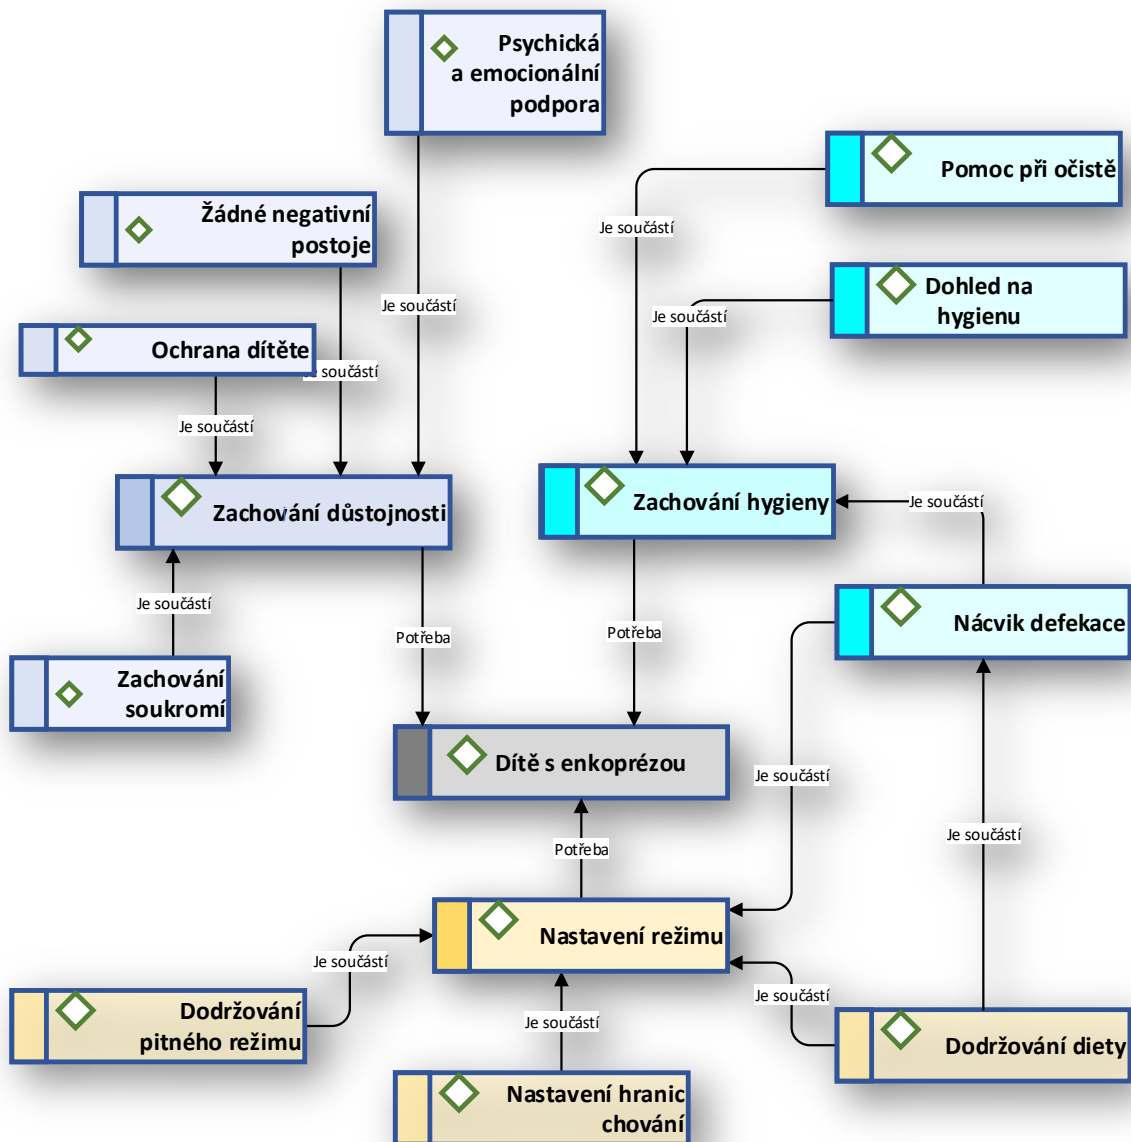 Psychická
a emocionální
podpora
Pomoc při očistě
Žádné negativní
postoje
Je součástí
Dohled na
hygienu
Je součástí
Je součástí
Ochrana dítěte
Je součástí
Je součástí
Zachování důstojnosti
Zachování hygieny
Je součástí
Je součástí
Potřeba
Potřeba
Nácvik defekace
Zachování
soukromí
Dítě s enkoprézou
Je součástí
Je součástí
Potřeba
Nastavení režimu
Je součástí
Je součástí
Dodržování
pitného režimu
Je součástí
Dodržování diety
Nastavení hranic
chování